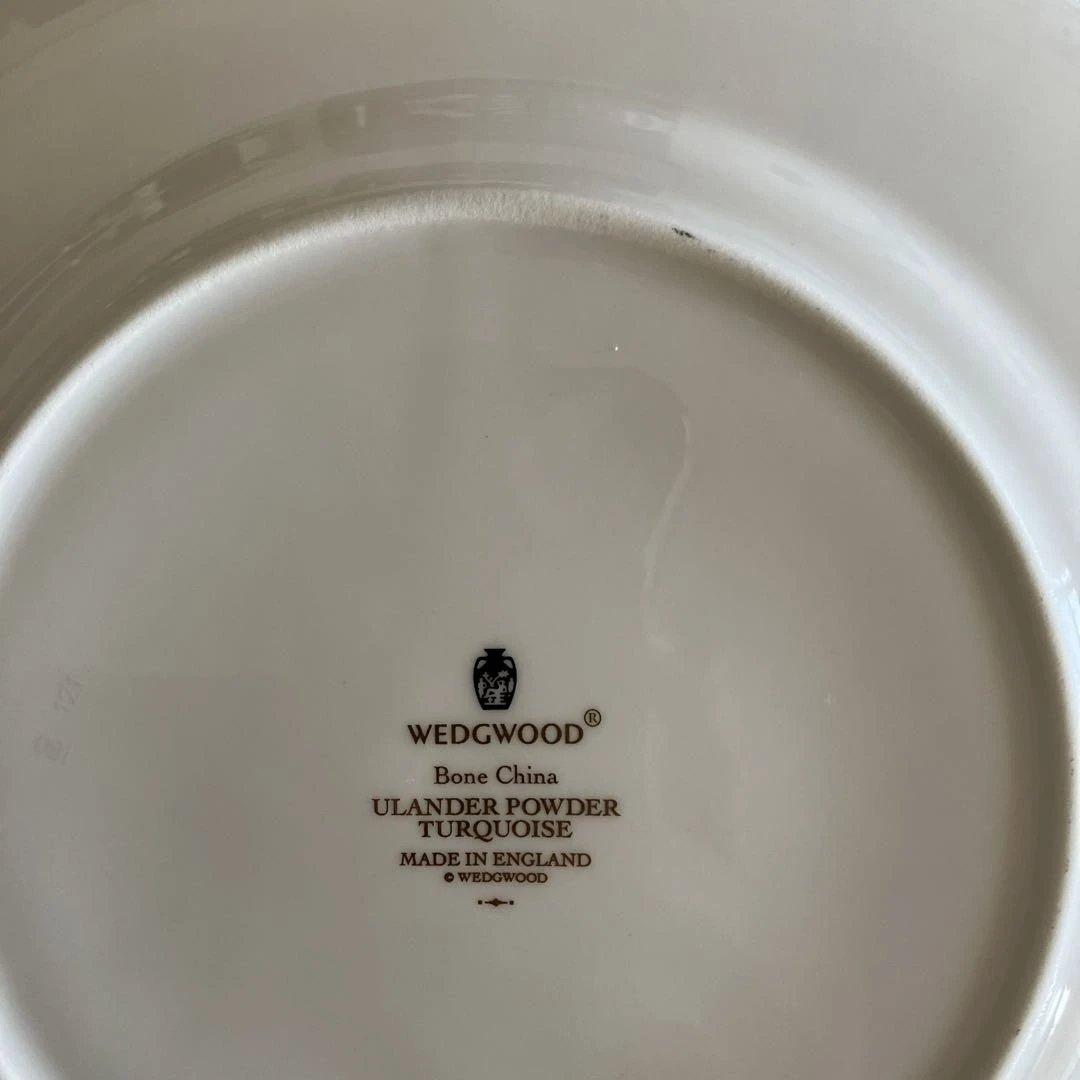 WEDGWOOD®
Bone China
ULANDER POWDER
TURQUOISE
MADE IN ENGLAND
© WEDGWOOD